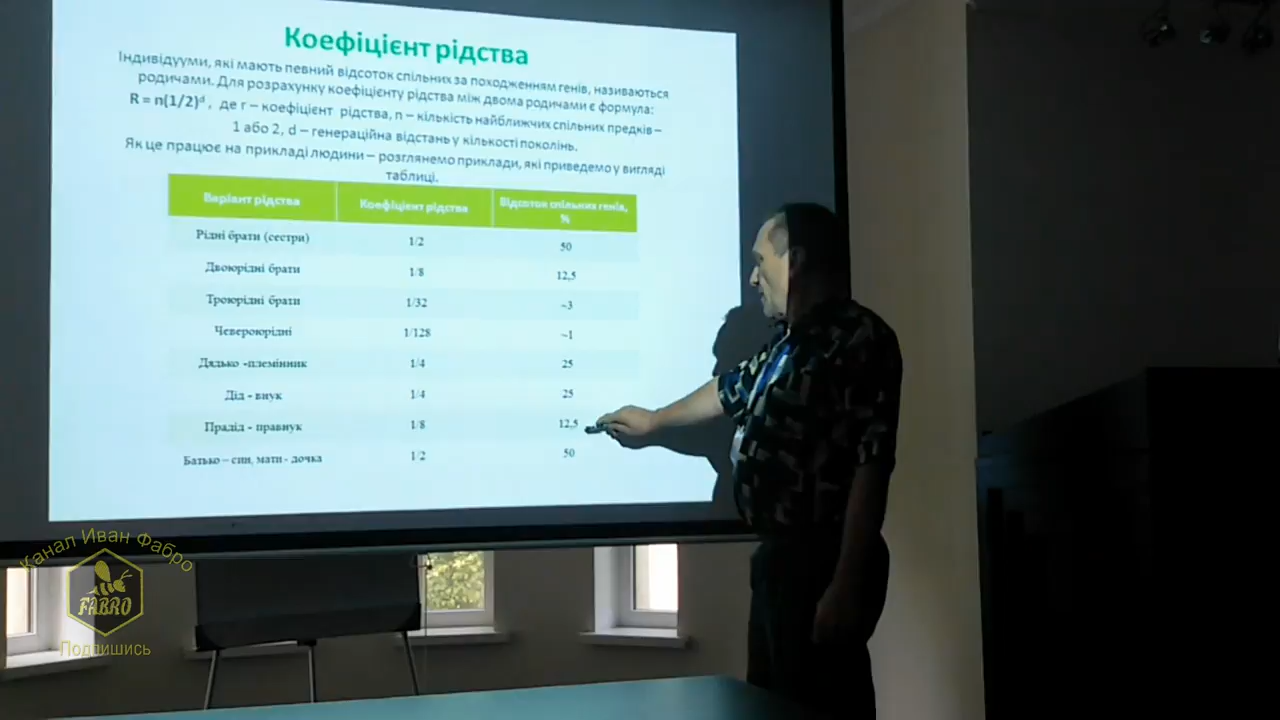 Коефіцієнт рідства
Індивідууми, які мають певний відсоток спільних за походженням генів, називаються
родичами. Для розрахунку коефіцієнту рідства між двома родичами є формула:
R = n(1/2)ᵈ , де r – коефіцієнт рідства, n – кількість найближчих спільних предків –
1 або 2, d – генераційна відстань у кількості поколінь.
Як це працює на прикладі людини – розглянемо приклади, які приведемо у вигляді
таблиці.
Варіант рідства Коефіцієнт рідства Відсоток спільних генів, %
Рідні брати (сестри) 1/2 50
Двоюрідні брати 1/8 12,5
Троюрідні брати 1/32 ~3
Чевероюрідні 1/128 ~1
Дядько -племінник 1/4 25
Дід - внук 1/4 25
Прадід - правнук 1/8 12,5
Батько – син, мати - дочка 1/2 50
Канал Иван Фабро
FABRO
Подпишись